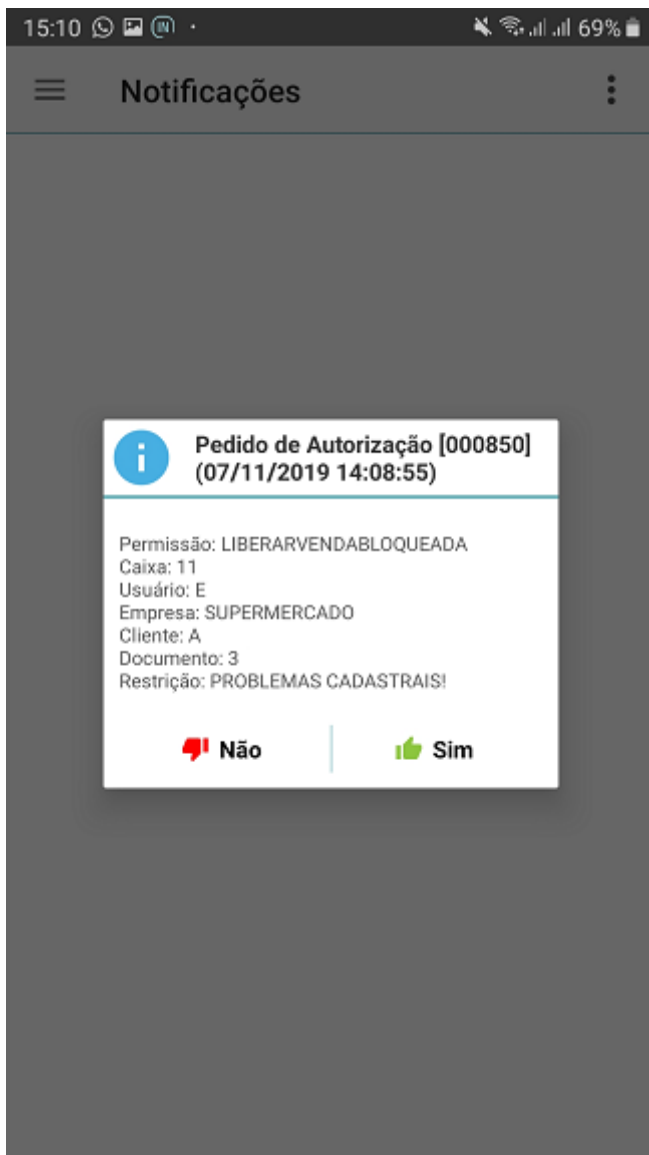 15:10
69%
Notificações
Pedido de Autorização [000850]
(07/11/2019 14:08:55)
Permissão: LIBERARVENDABLOQUEADA
Caixa: 11
Usuário: E
Empresa: SUPERMERCADO
Cliente: A
Documento: 3
Restrição: PROBLEMAS CADASTRAIS!
Não
Sim